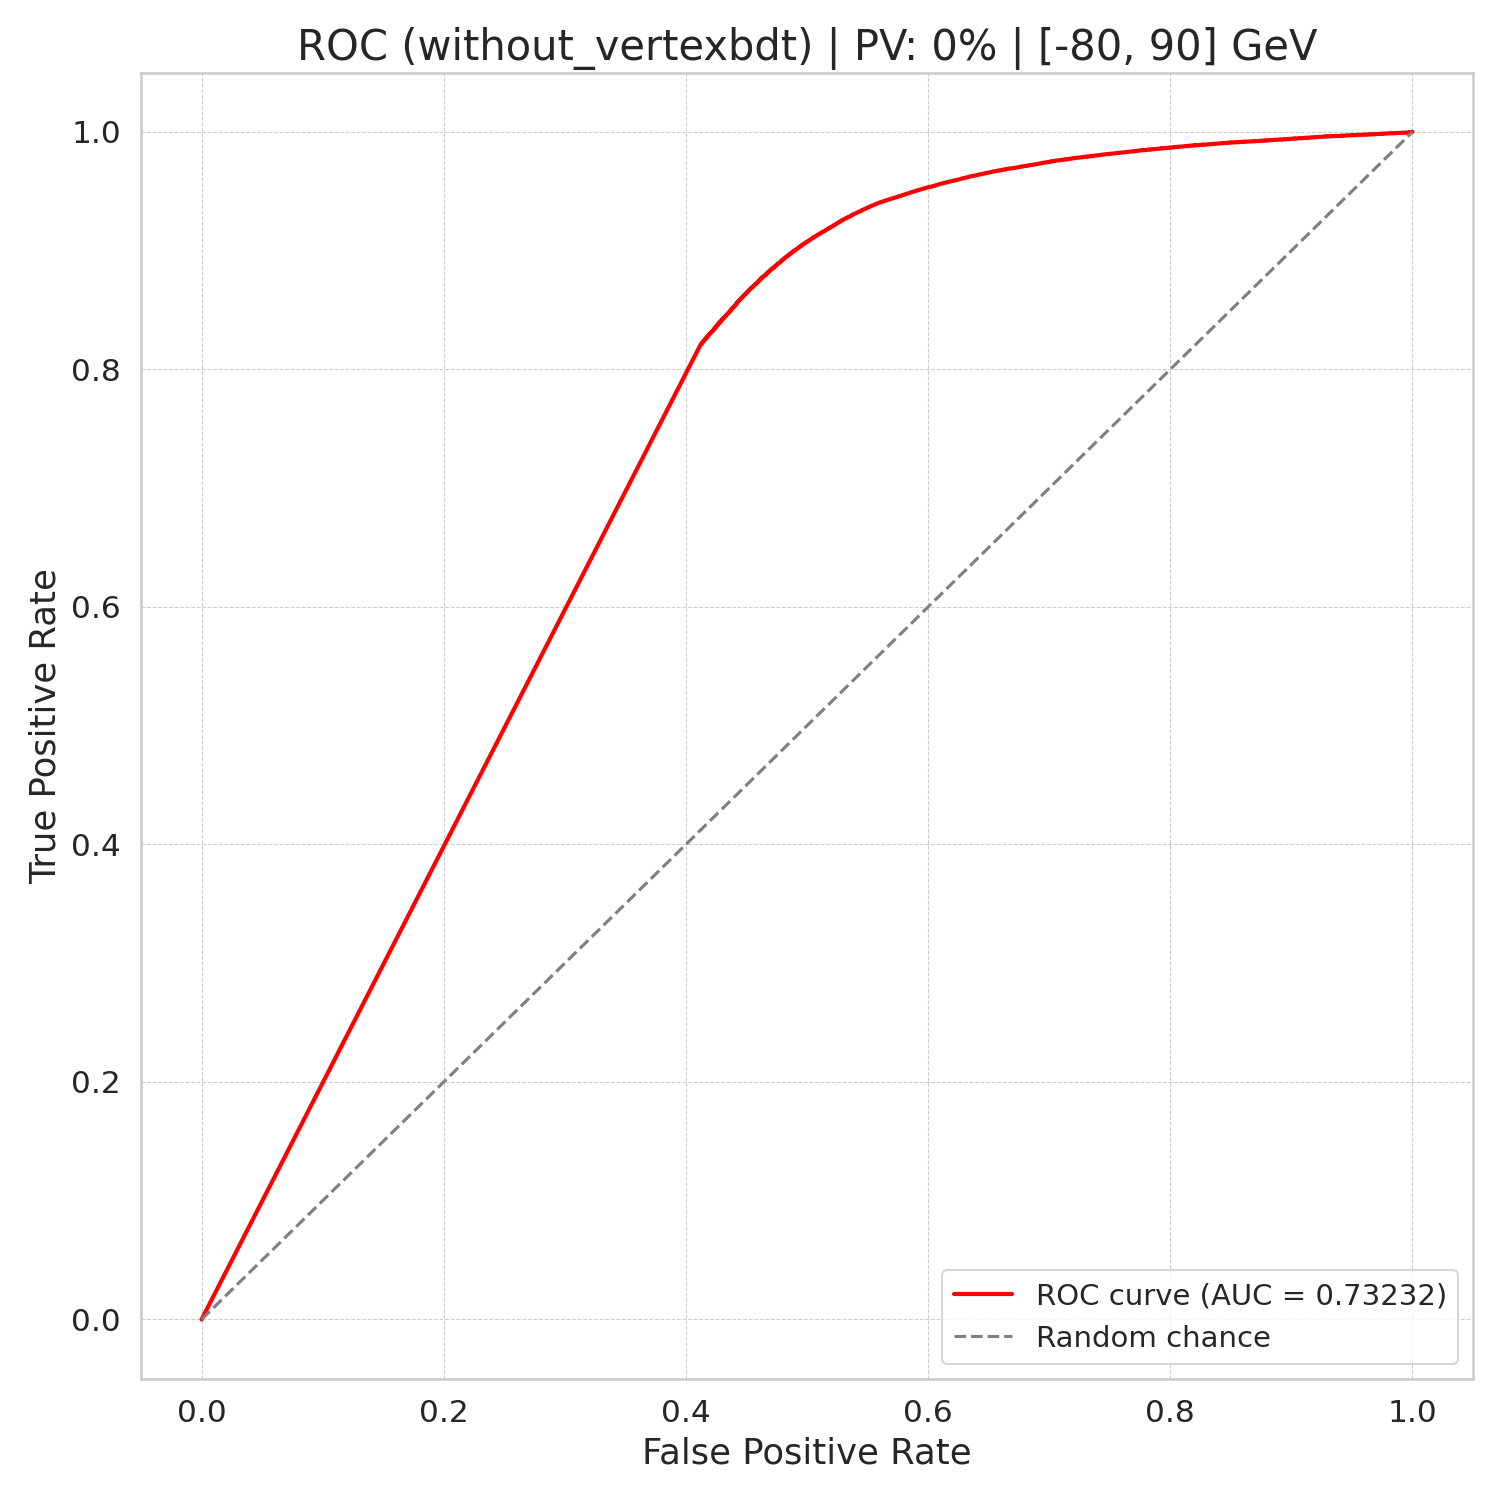 ROC (without_vertexbdt) | PV: 0% | [-80, 90] GeV
True Positive Rate
1.0
0.8
0.6
0.4
0.2
0.0
0.0 0.2 0.4 0.6 0.8 1.0
False Positive Rate
ROC curve (AUC = 0.73232)
Random chance